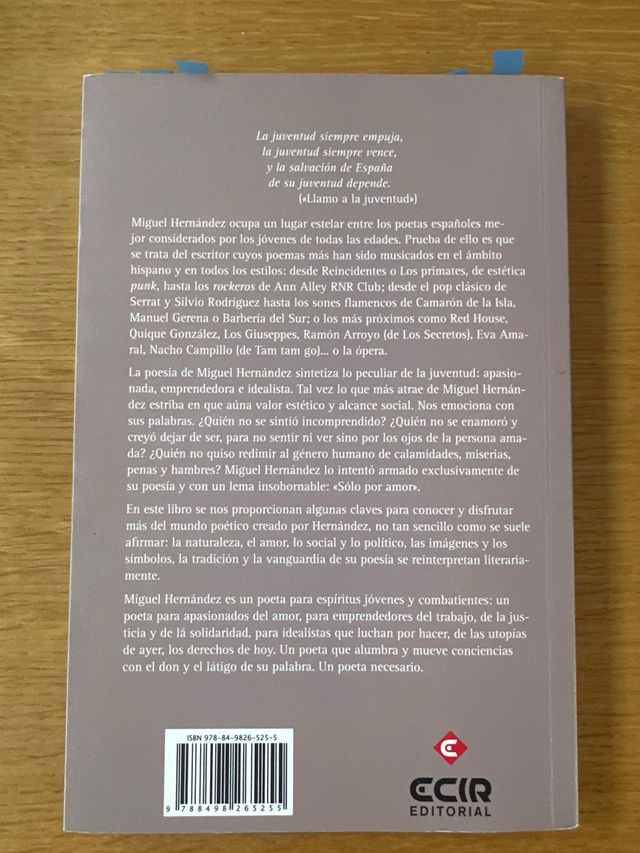 La juventud siempre empuja,
la juventud siempre vence,
y la salvación de España
de su juventud depende.
(«Llamo a la juventud»)
Miguel Hernández ocupa un lugar estelar entre los poetas españoles me-
jor considerados por los jóvenes de todas las edades. Prueba de ello es que
se trata del escritor cuyos poemas más han sido musicados en el ámbito
hispano y en todos los estilos: desde Reincidentes o Los primates, de estética
punk, hasta los rockeros de Ann Alley RNR Club; desde el pop clásico de
Serrat y Silvio Rodríguez hasta los sones flamencos de Camarón de la Isla,
Manuel Gerena o Barbería del Sur; o los más próximos como Red House,
Quique González, Los Giuseppes, Ramón Arroyo (de Los Secretos), Eva Ama-
ral, Nacho Campillo (de Tam tam go)... o la ópera.
La poesía de Miguel Hernández sintetiza lo peculiar de la juventud: apasio-
nada, emprendedora e idealista. Tal vez lo que más atrae de Miguel Hernán-
dez estriba en que aúna valor estético y alcance social. Nos emociona con
sus palabras. ¿Quién no se sintió incomprendido? ¿Quién no se enamoró y
creyó dejar de ser, para no sentir ni ver sino por los ojos de la persona ama-
da? ¿Quién no quiso redimir al género humano de calamidades, miserias,
penas y hambres? Miguel Hernández lo intentó armado exclusivamente de
su poesía y con un lema insobornable: «Sólo por amor».
En este libro se nos proporcionan algunas claves para conocer y disfrutar
más del mundo poético creado por Hernández, no tan sencillo como se suele
afirmar: la naturaleza, el amor, lo social y lo político, las imágenes y los
símbolos, la tradición y la vanguardia de su poesía se reinterpretan literaria-
mente.
Miguel Hernández es un poeta para espíritus jóvenes y combatientes: un
poeta para apasionados del amor, para emprendedores del trabajo, de la jus-
ticia y de lá solidaridad, para idealistas que luchan por hacer, de las utopías
de ayer, los derechos de hoy. Un poeta que alumbra y mueve conciencias
con el don y el látigo de su palabra. Un poeta necesario.
ISBN 978-84-9826-525-5
9 788498 265255
ECIR
EDITORIAL